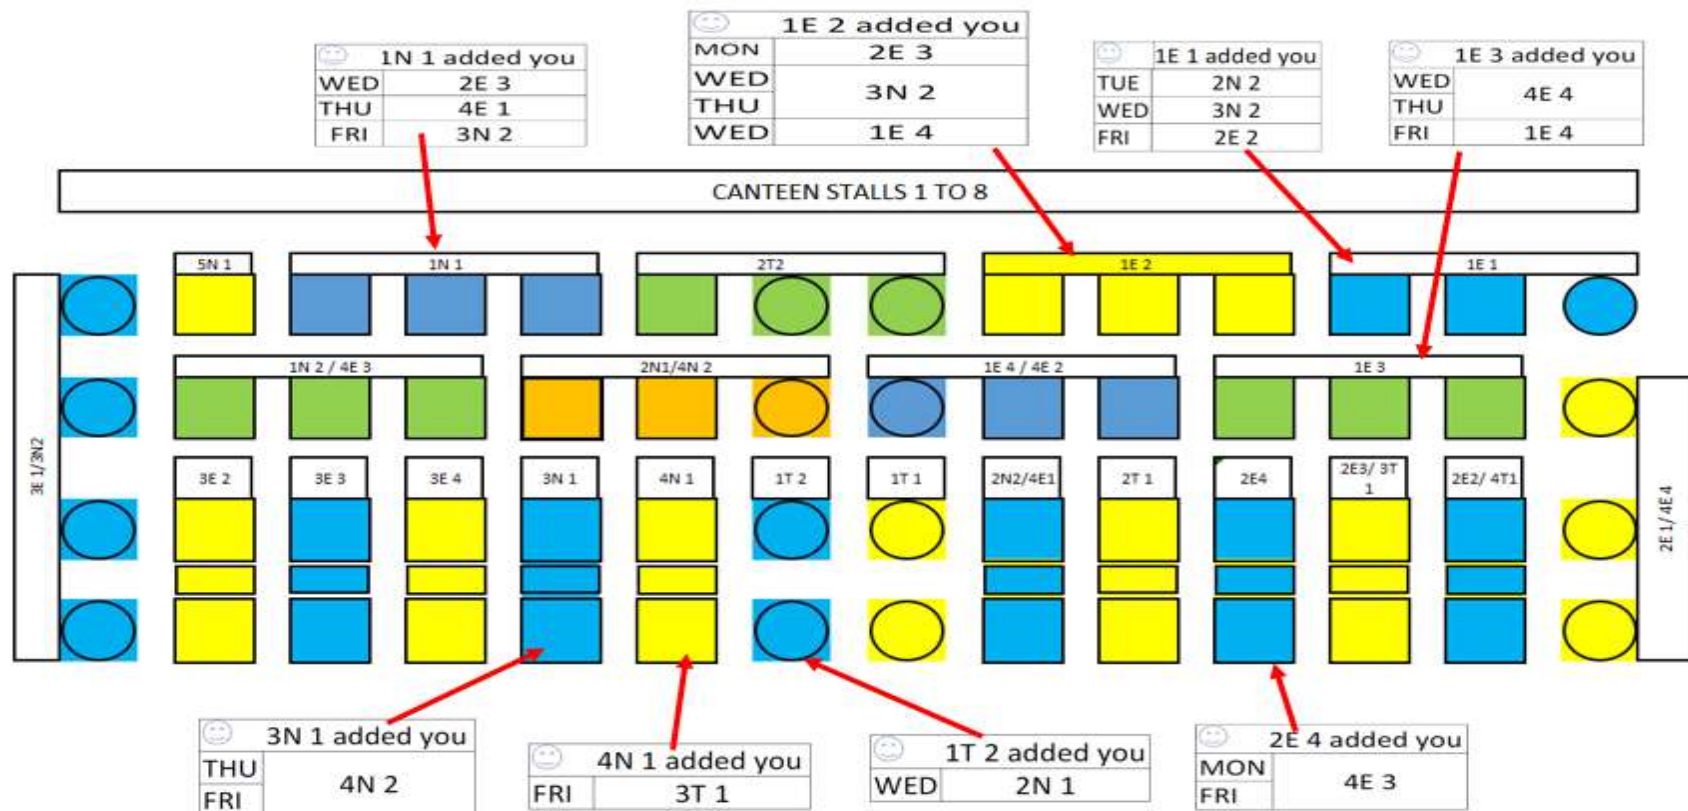 1N 1 added you
WED 2E 3
THU 4E 1
FRI 3N 2
1E 2 added you
MON 2E 3
WED
THU 3N 2
WED 1E 4
1E 1 added you
TUE 2N 2
WED 3N 2
FRI 2E 2
1E 3 added you
WED
THU 4E 4
FRI 1E 4
CANTEEN STALLS 1 TO 8
5N 1
1N 1
2T2
1E 2
1E 1
1N 2 / 4E 3
2N1/4N 2
1E 4 / 4E 2
1E 3
3E 1/3N2
3E 2
3E 3
3E 4
3N 1
4N 1
1T 2
1T 1
2N2/4E1
2T 1
2E4
2E3/ 3T
1
2E2/ 4T1
2E 1/ 4E 4
3N 1 added you
THU
FRI 4N 2
4N 1 added you
FRI 3T 1
1T 2 added you
WED 2N 1
2E 4 added you
MON
FRI 4E 3